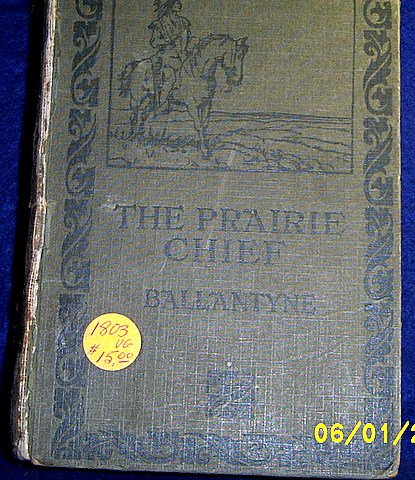 THE PRAIRIE
CHIEF
BALLANTYNE
1803
VG
$15.00
06/01/2